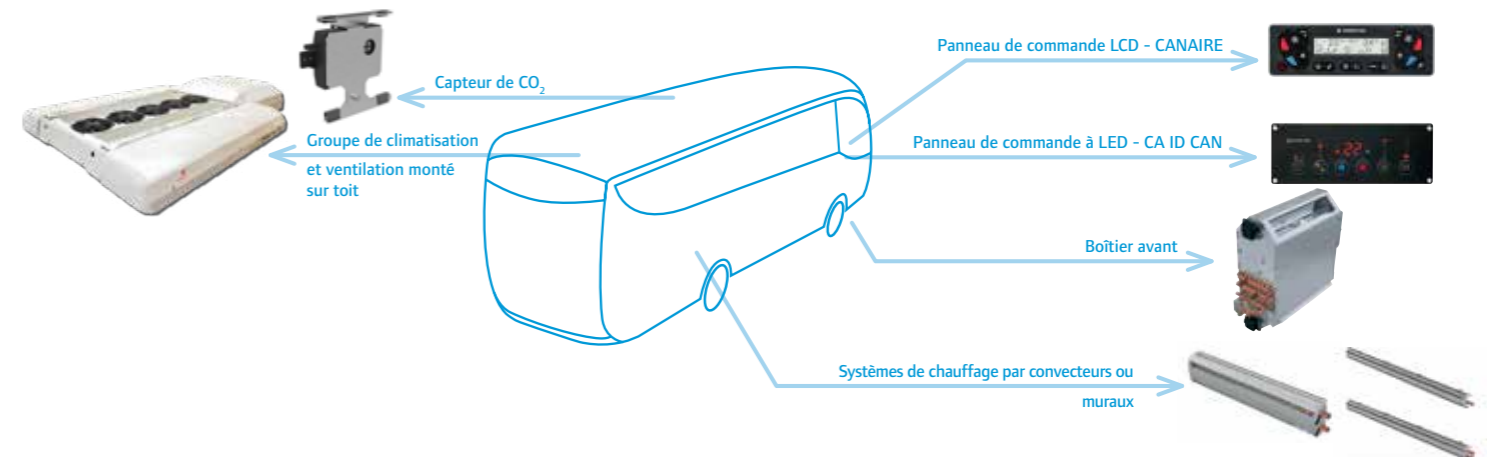 Panneau de commande LCD - CANAIRE
Capteur de CO₂
Groupe de climatisation
et ventilation monté
sur toit
Panneau de commande à LED - CA ID CAN
Boîtier avant
Systèmes de chauffage par convecteurs ou
muraux